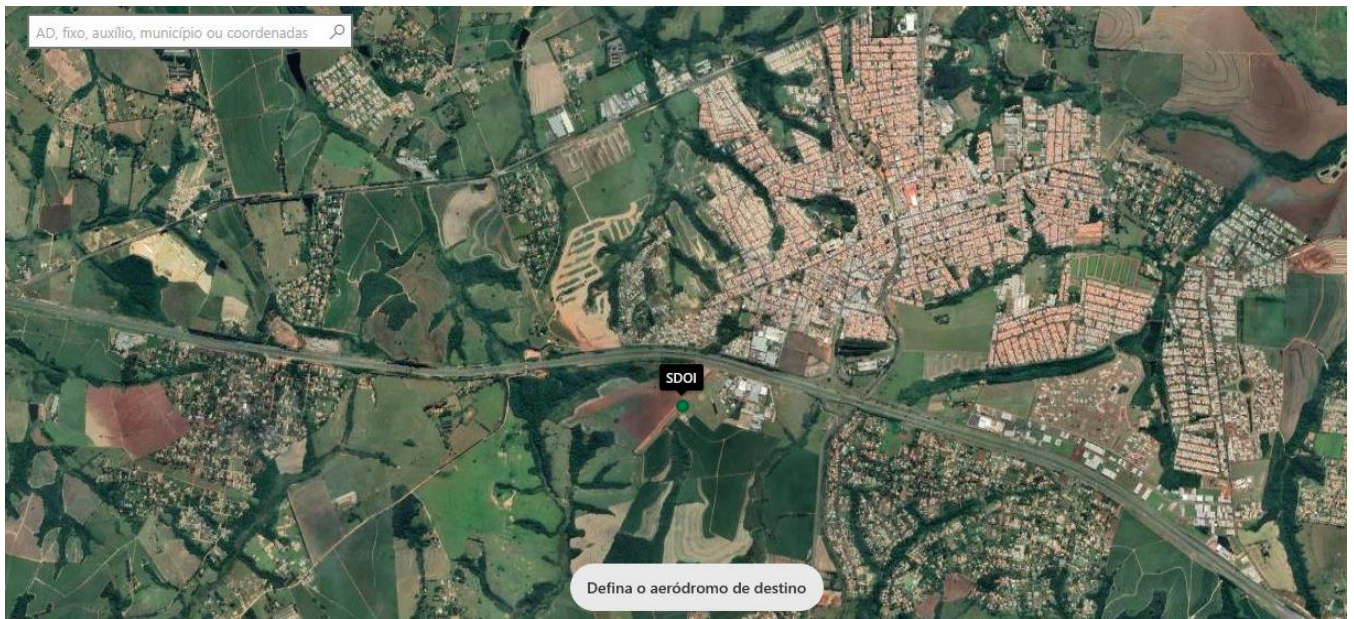 AD, fixo, auxílio, município ou coordenadas
SDOI
Defina o aeródromo de destino